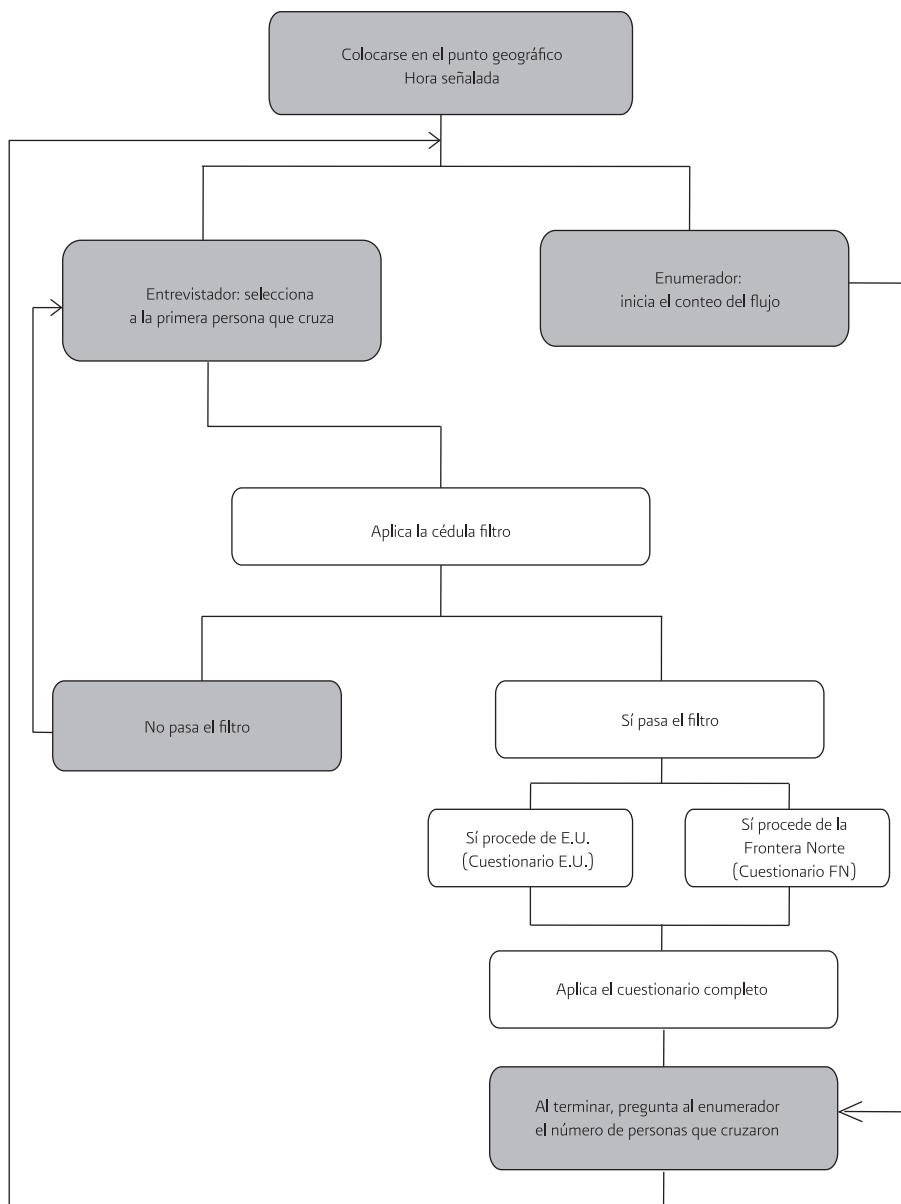 Colocarse en el punto geográfico
Hora señalada
Entrevistador: selecciona
a la primera persona que cruza
Enumerador:
inicia el conteo del flujo
Aplica la cédula filtro
No pasa el filtro
Sí pasa el filtro
Sí procede de E.U.
(Cuestionario E.U.)
Sí procede de la
Frontera Norte
(Cuestionario FN)
Aplica el cuestionario completo
Al terminar, pregunta al enumerador
el número de personas que cruzaron